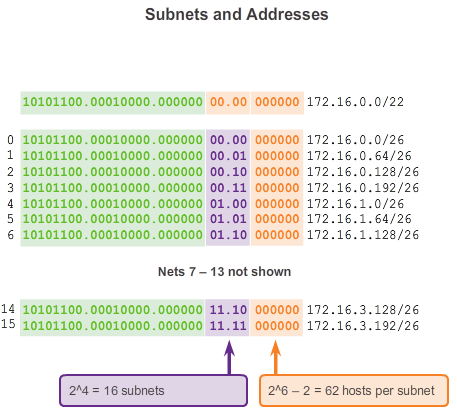 Subnets and Addresses
10101100.00010000.000000 00.00 000000 172.16.0.0/22
0 10101100.00010000.000000 00.00 000000 172.16.0.0/26
1 10101100.00010000.000000 00.01 000000 172.16.0.64/26
2 10101100.00010000.000000 00.10 000000 172.16.0.128/26
3 10101100.00010000.000000 00.11 000000 172.16.0.192/26
4 10101100.00010000.000000 01.00 000000 172.16.1.0/26
5 10101100.00010000.000000 01.01 000000 172.16.1.64/26
6 10101100.00010000.000000 01.10 000000 172.16.1.128/26
Nets 7 – 13 not shown
14 10101100.00010000.000000 11.10 000000 172.16.3.128/26
15 10101100.00010000.000000 11.11 000000 172.16.3.192/26
2^4 = 16 subnets
2^6 – 2 = 62 hosts per subnet